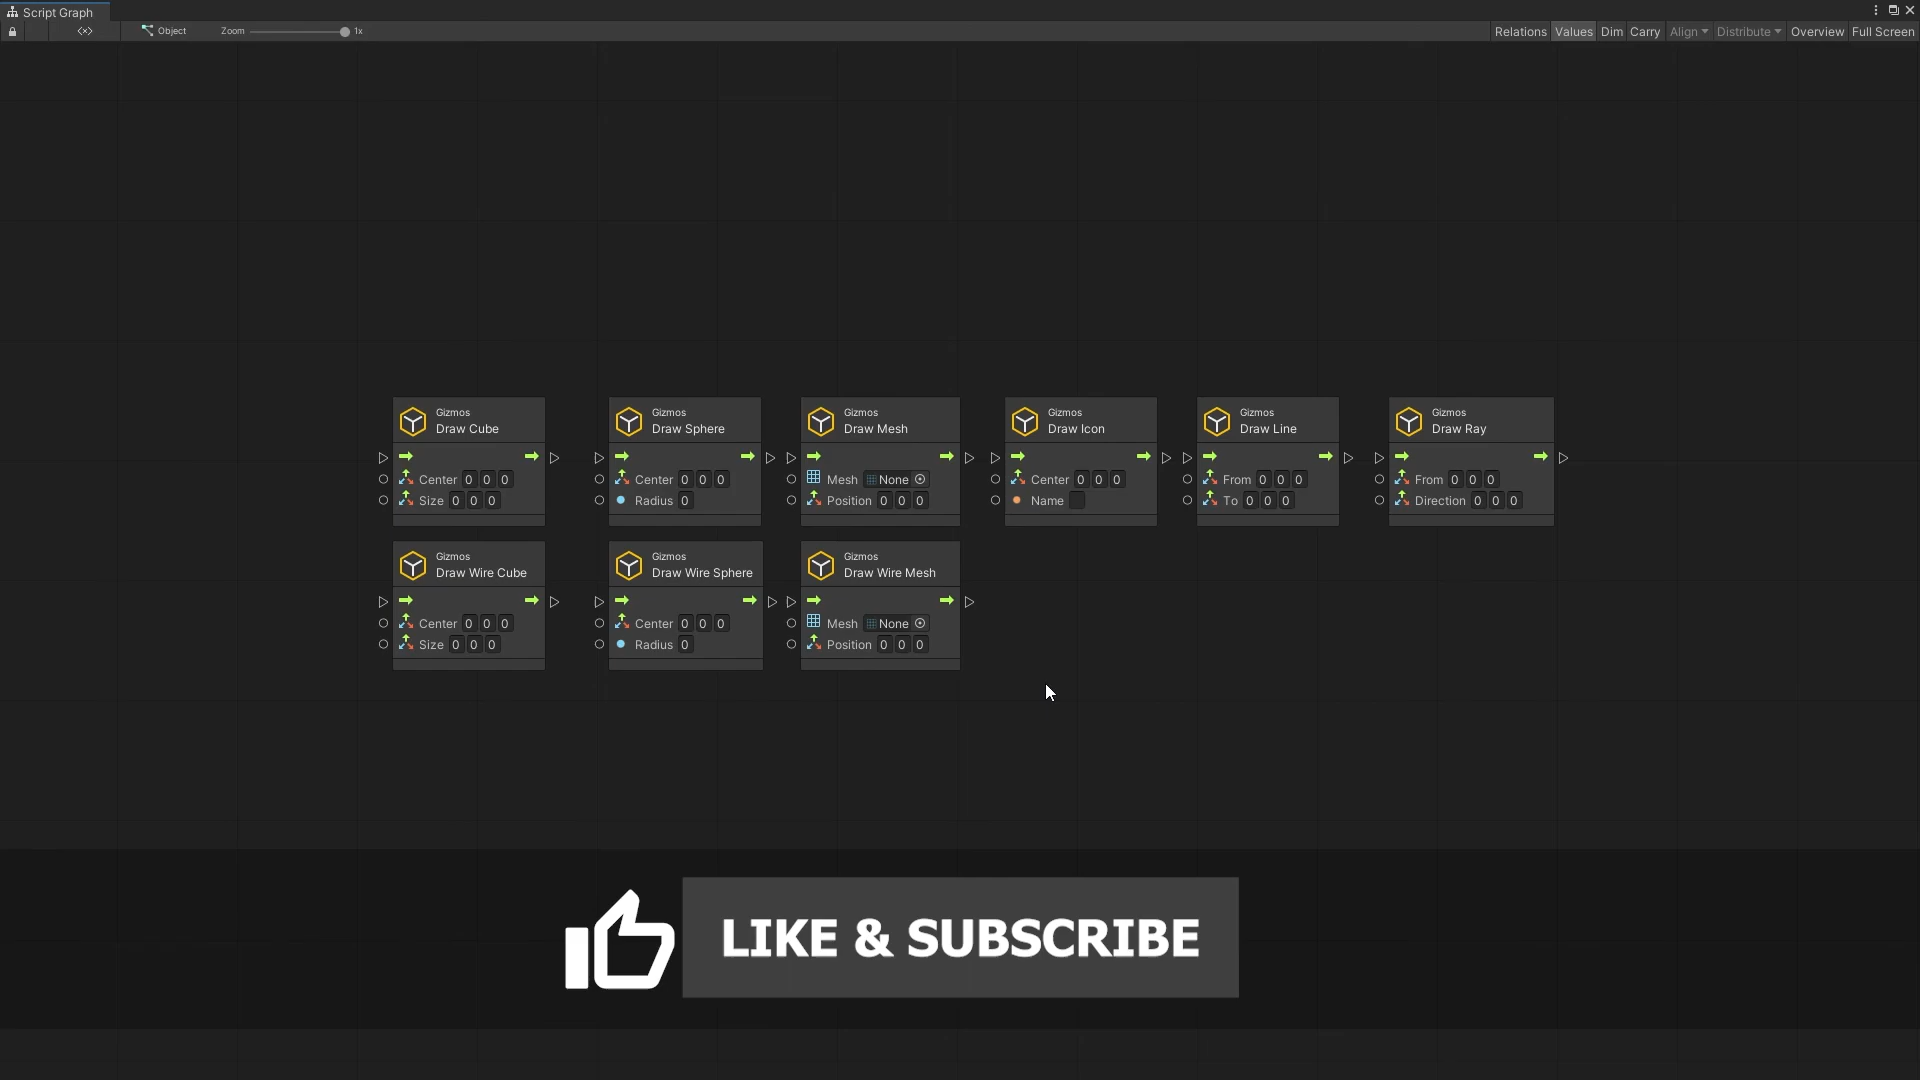 Script Graph
Object Zoom 1x Relations Values Dim Carry Align Distribute Overview Full Screen
Gizmos
Draw Cube
Center 0 0 0
Size 0 0 0
Gizmos
Draw Sphere
Center 0 0 0
Radius 0
Gizmos
Draw Mesh
Mesh None
Position 0 0 0
Gizmos
Draw Icon
Center 0 0 0
Name
Gizmos
Draw Line
From 0 0 0
To 0 0 0
Gizmos
Draw Ray
From 0 0 0
Direction 0 0 0
Gizmos
Draw Wire Cube
Center 0 0 0
Size 0 0 0
Gizmos
Draw Wire Sphere
Center 0 0 0
Radius 0
Gizmos
Draw Wire Mesh
Mesh None
Position 0 0 0
LIKE & SUBSCRIBE